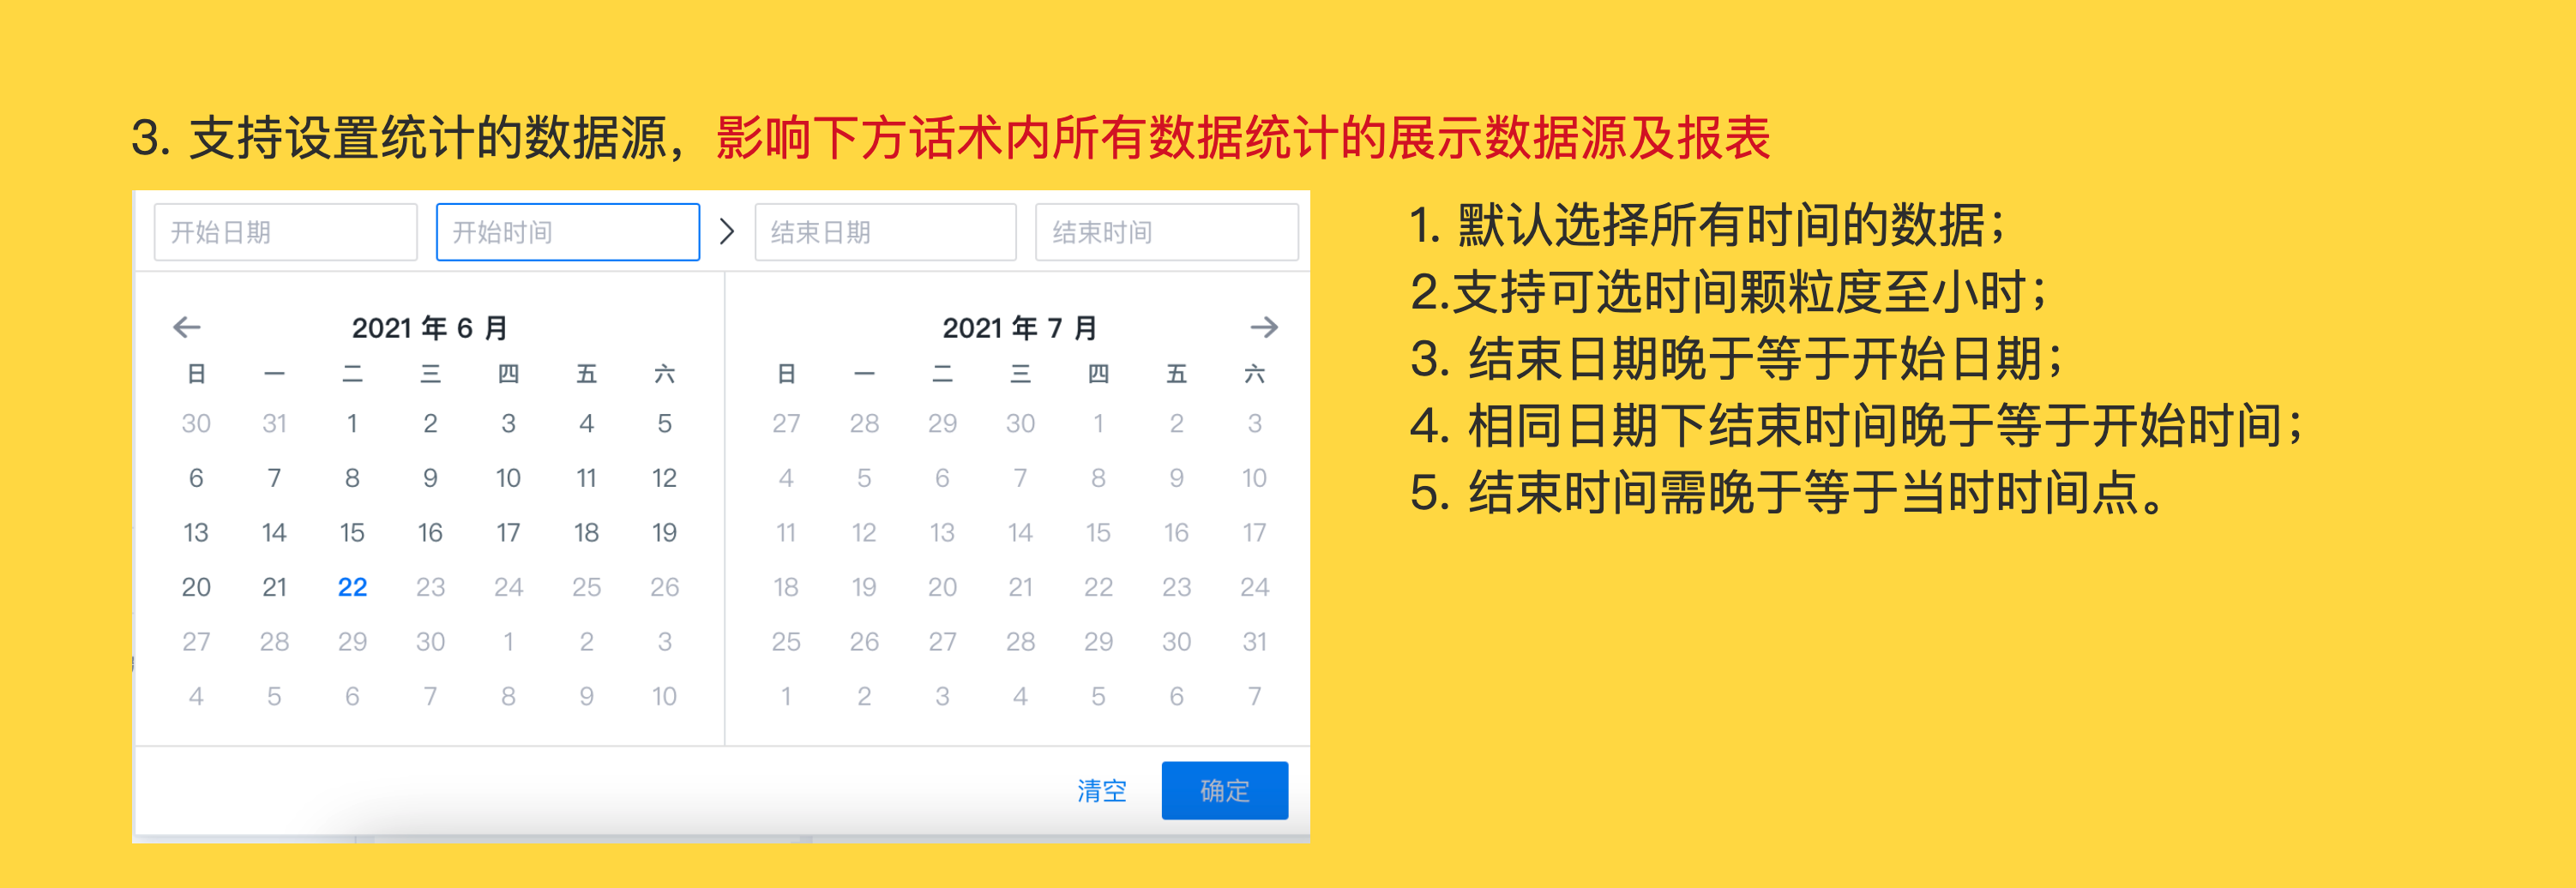 3. 支持设置统计的数据源，影响下方话术内所有数据统计的展示数据源及报表
开始日期 开始时间 > 结束日期 结束时间
← 2021 年 6 月
日 一 二 三 四 五 六
30 31 1 2 3 4 5
6 7 8 9 10 11 12
13 14 15 16 17 18 19
20 21 22 23 24 25 26
27 28 29 30 1 2 3
4 5 6 7 8 9 10
2021 年 7 月 →
日 一 二 三 四 五 六
27 28 29 30 1 2 3
4 5 6 7 8 9 10
11 12 13 14 15 16 17
18 19 20 21 22 23 24
25 26 27 28 29 30 31
1 2 3 4 5 6 7
清空 确定
1. 默认选择所有时间的数据；
2.支持可选时间颗粒度至小时；
3. 结束日期晚于等于开始日期；
4. 相同日期下结束时间晚于等于开始时间；
5. 结束时间需晚于等于当时时间点。